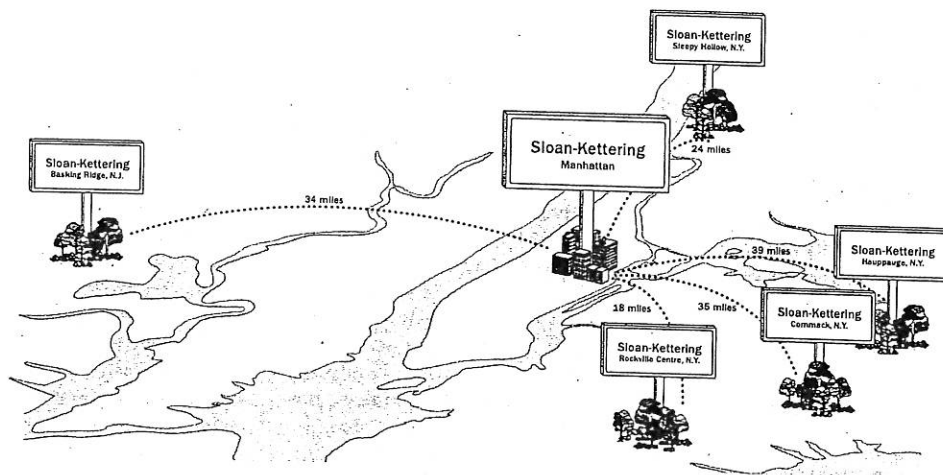 Sloan-Kettering
Sleepy Hollow, N.Y.
Sloan-Kettering
Manhattan
24 miles
Sloan-Kettering
Basking Ridge, N.J.
34 miles
39 miles
Sloan-Kettering
Hauppauge, N.Y.
18 miles
35 miles
Sloan-Kettering
Commack, N.Y.
Sloan-Kettering
Rockville Centre, N.Y.